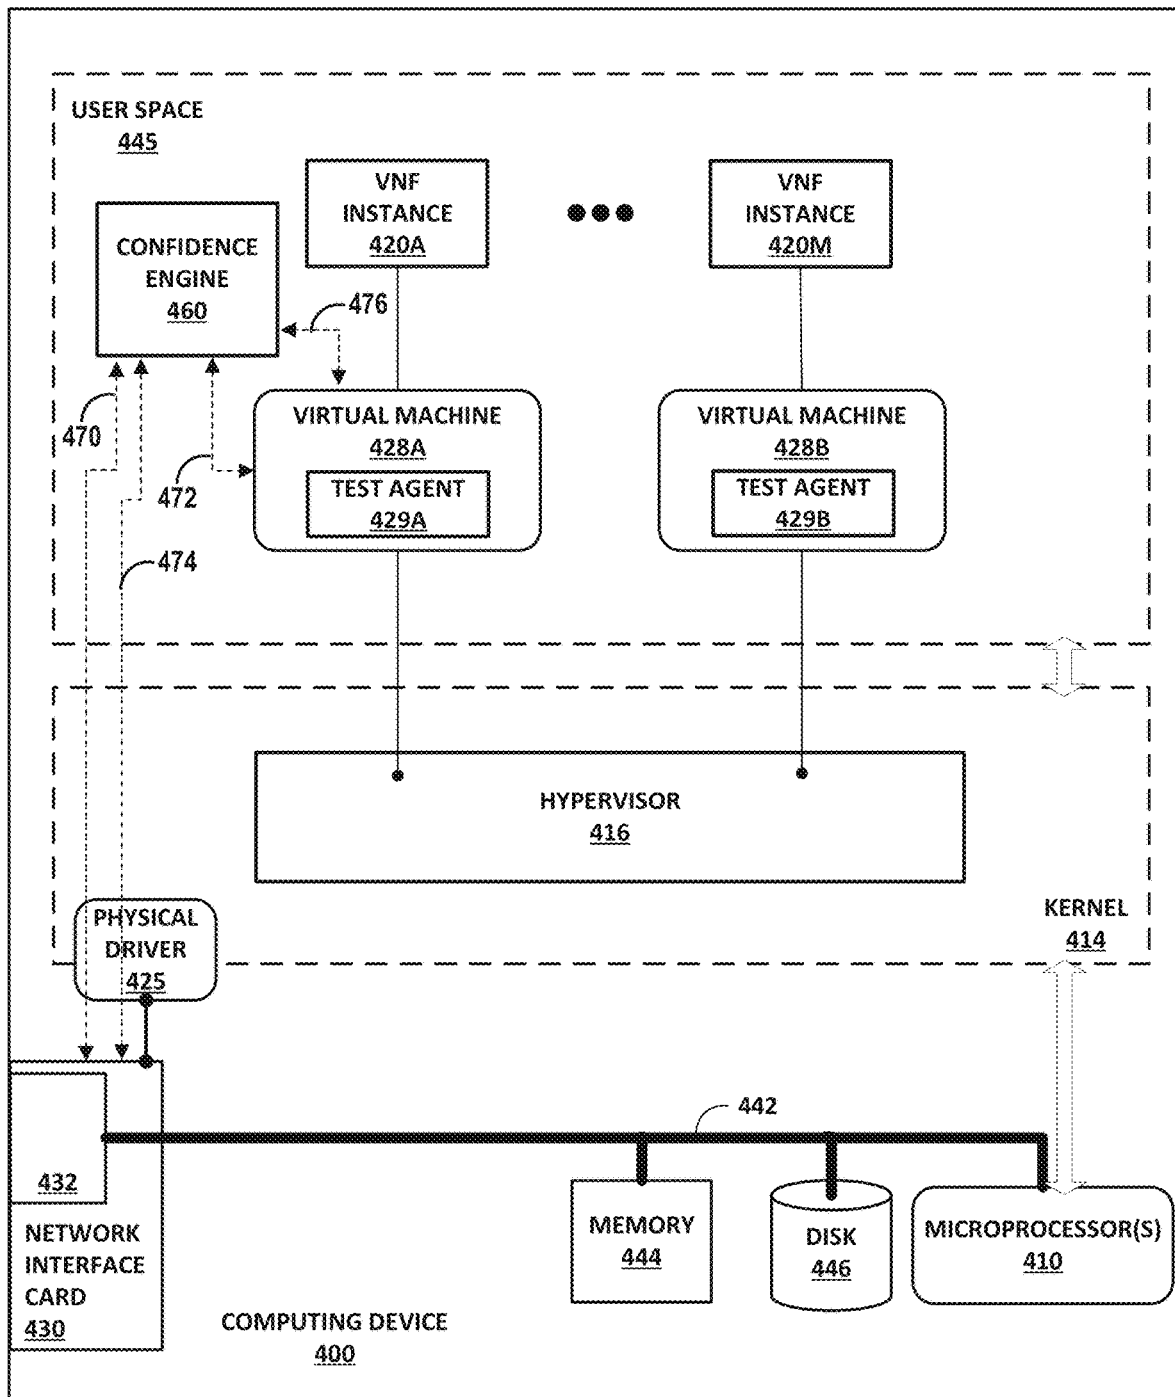 USER SPACE
445
VNF
INSTANCE
420A
VNF
INSTANCE
420M
CONFIDENCE
ENGINE
460
476
470
472
474
VIRTUAL MACHINE
428A
TEST AGENT
429A
VIRTUAL MACHINE
428B
TEST AGENT
429B
HYPERVISOR
416
KERNEL
414
PHYSICAL
DRIVER
425
442
432
NETWORK
INTERFACE
CARD
430
MEMORY
444
DISK
446
MICROPROCESSOR(S)
410
COMPUTING DEVICE
400